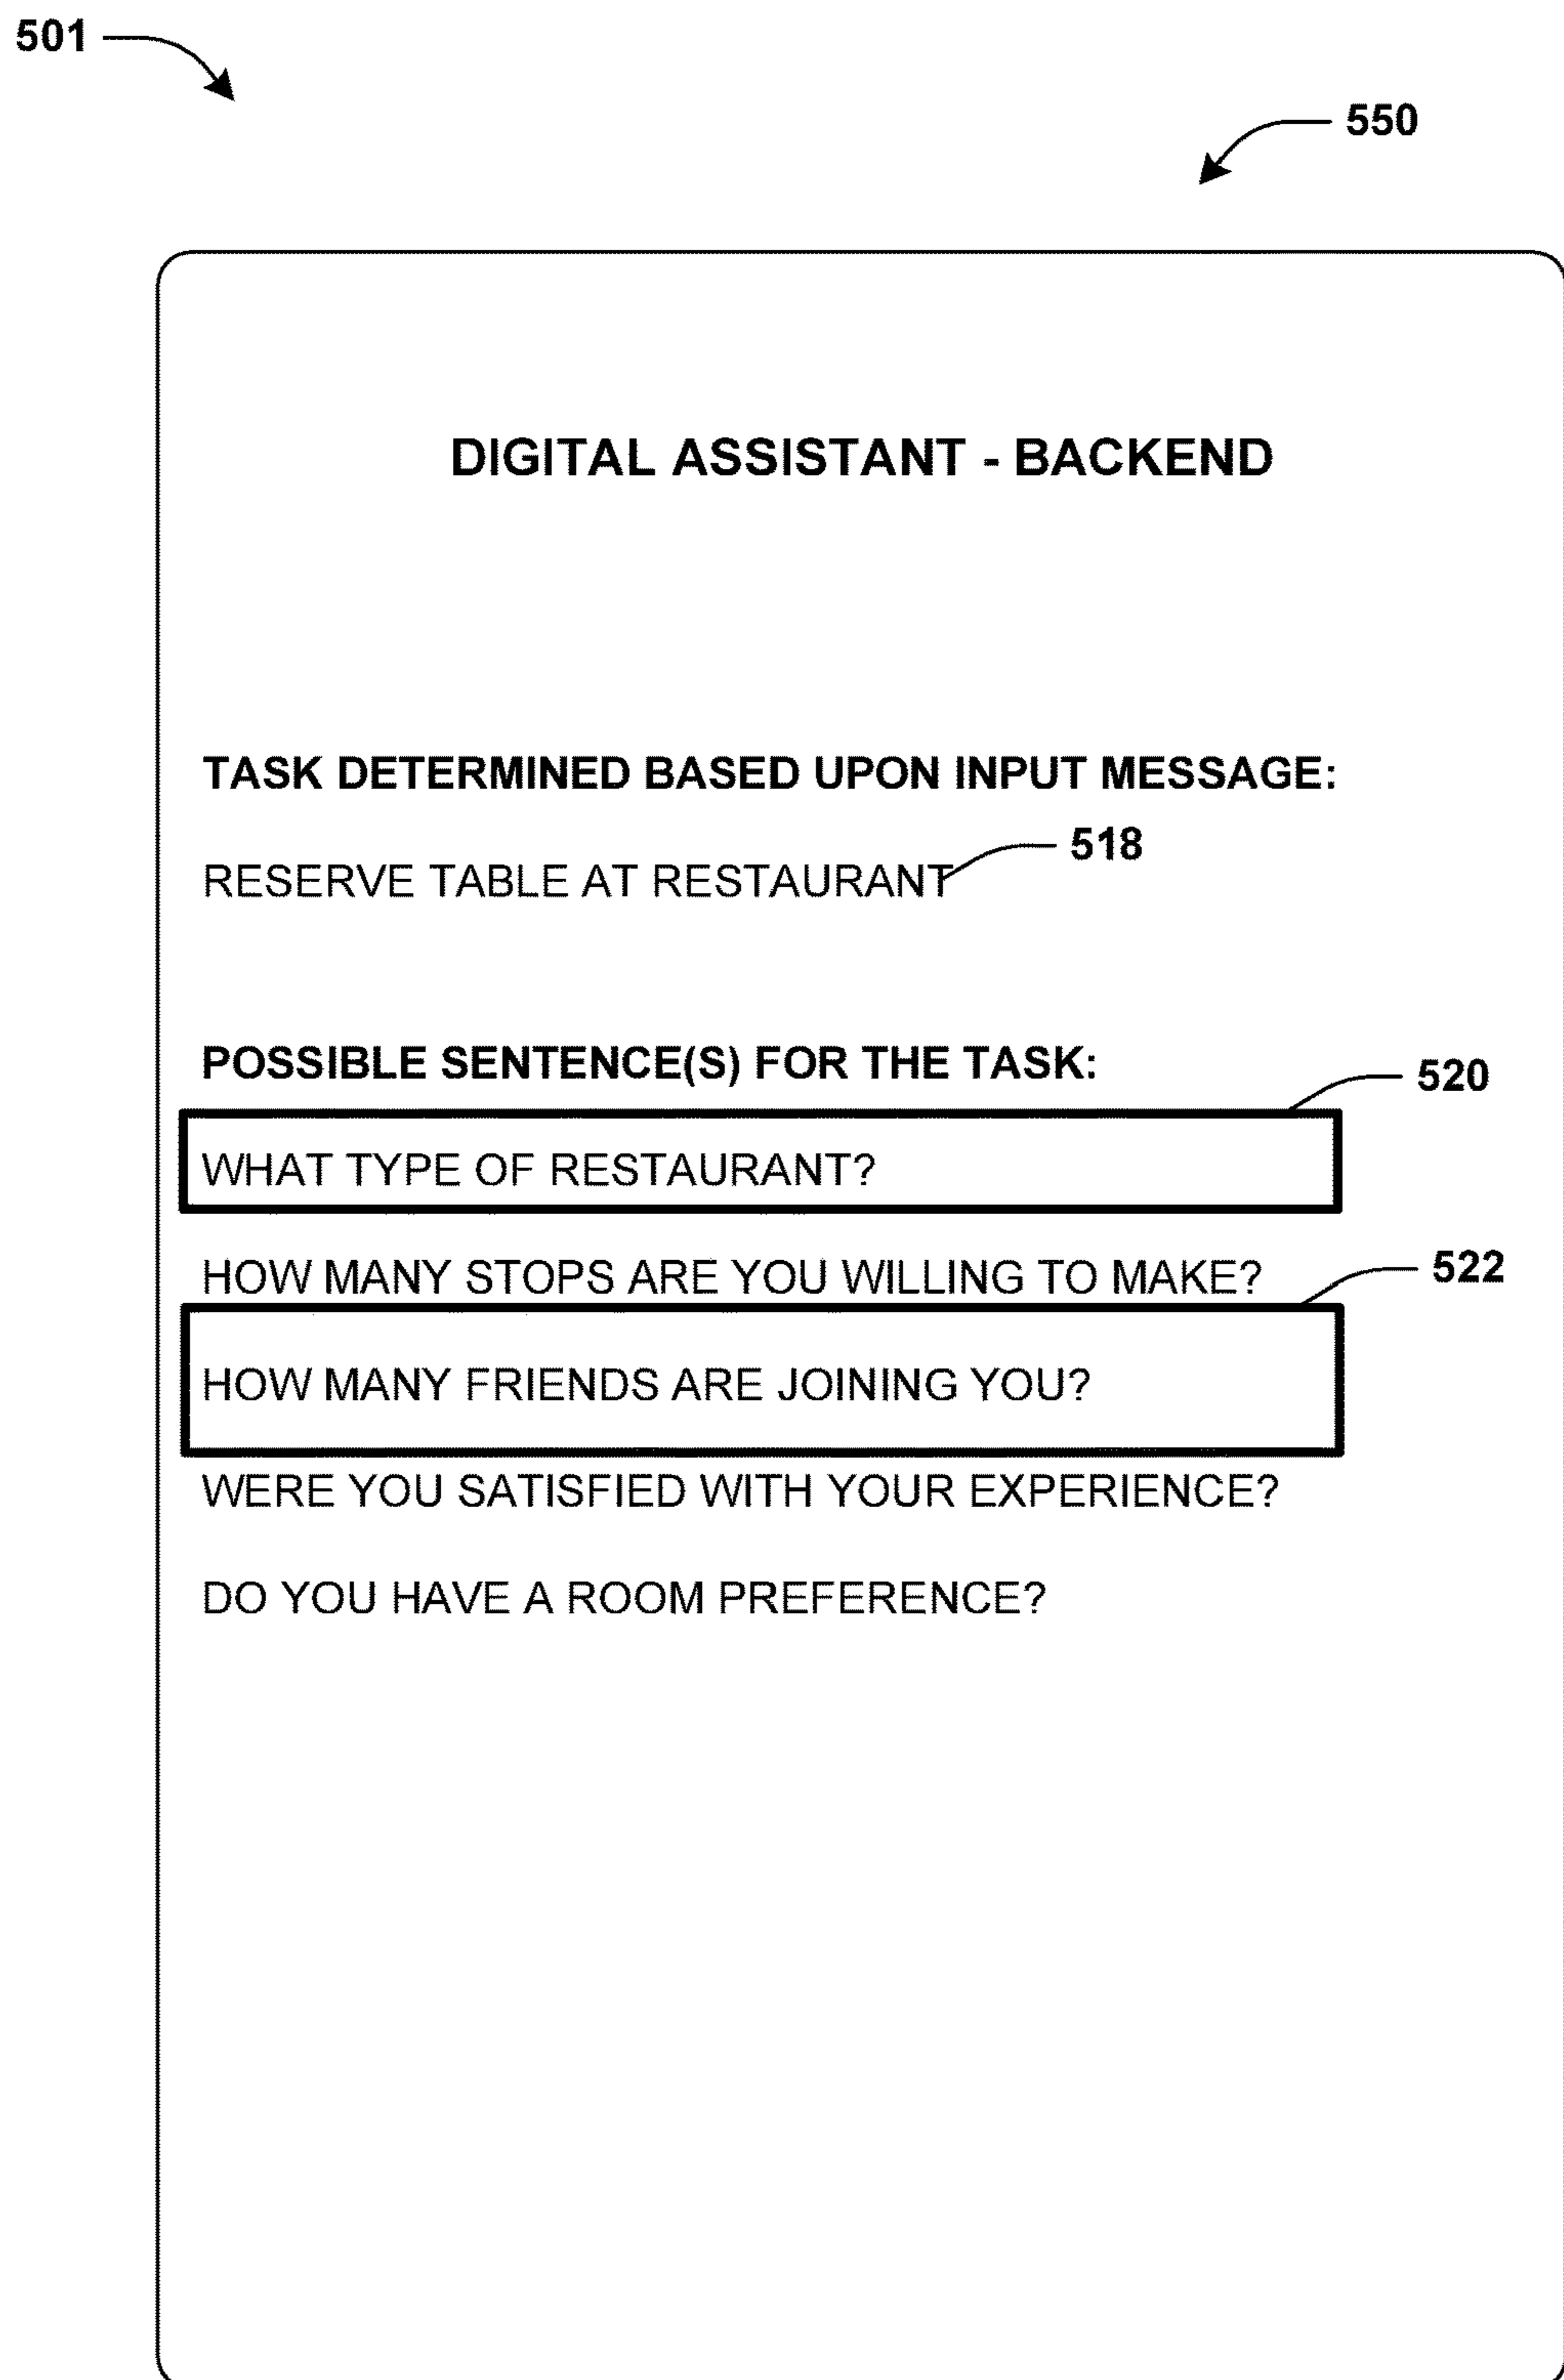 501
550
DIGITAL ASSISTANT - BACKEND
TASK DETERMINED BASED UPON INPUT MESSAGE:
518
RESERVE TABLE AT RESTAURANT
POSSIBLE SENTENCE(S) FOR THE TASK:
520
WHAT TYPE OF RESTAURANT?
HOW MANY STOPS ARE YOU WILLING TO MAKE?
522
HOW MANY FRIENDS ARE JOINING YOU?
WERE YOU SATISFIED WITH YOUR EXPERIENCE?
DO YOU HAVE A ROOM PREFERENCE?